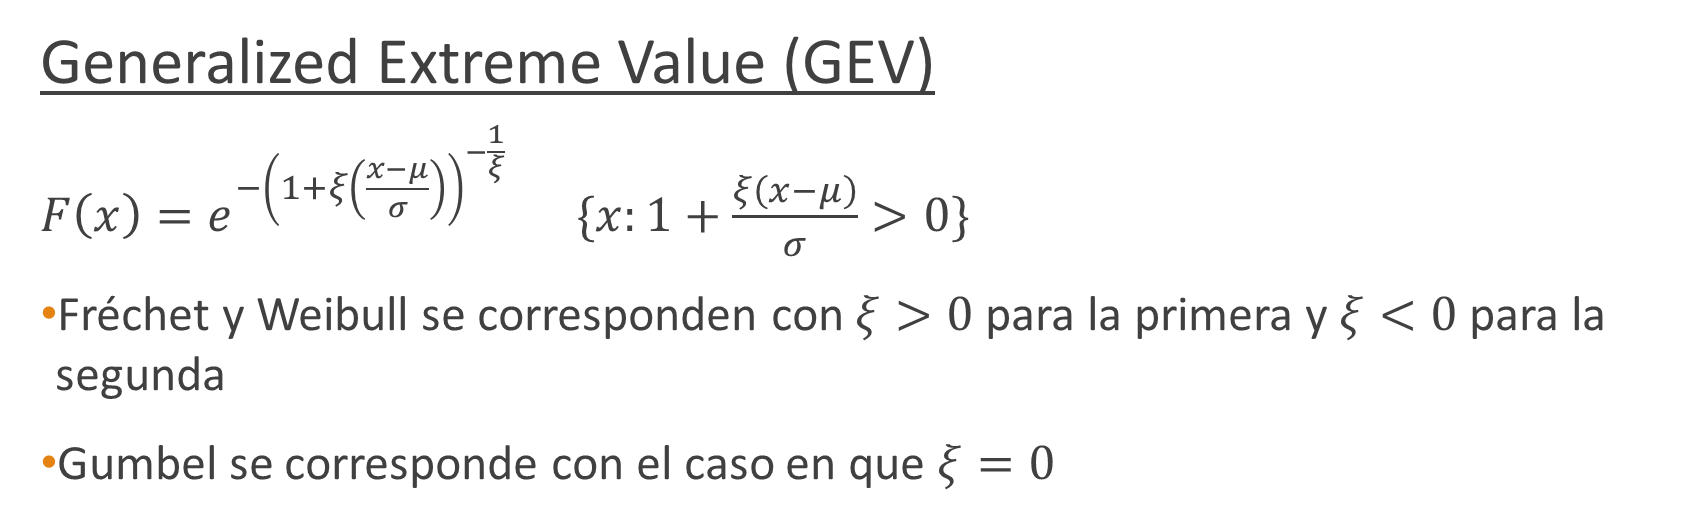 Generalized Extreme Value (GEV)
F(x) = e^{-(1+ξ((x−μ)/σ))^{-1/ξ}} {x: 1 + ξ(x−μ)/σ > 0}
•Fréchet y Weibull se corresponden con ξ > 0 para la primera y ξ < 0 para la
segunda
•Gumbel se corresponde con el caso en que ξ = 0